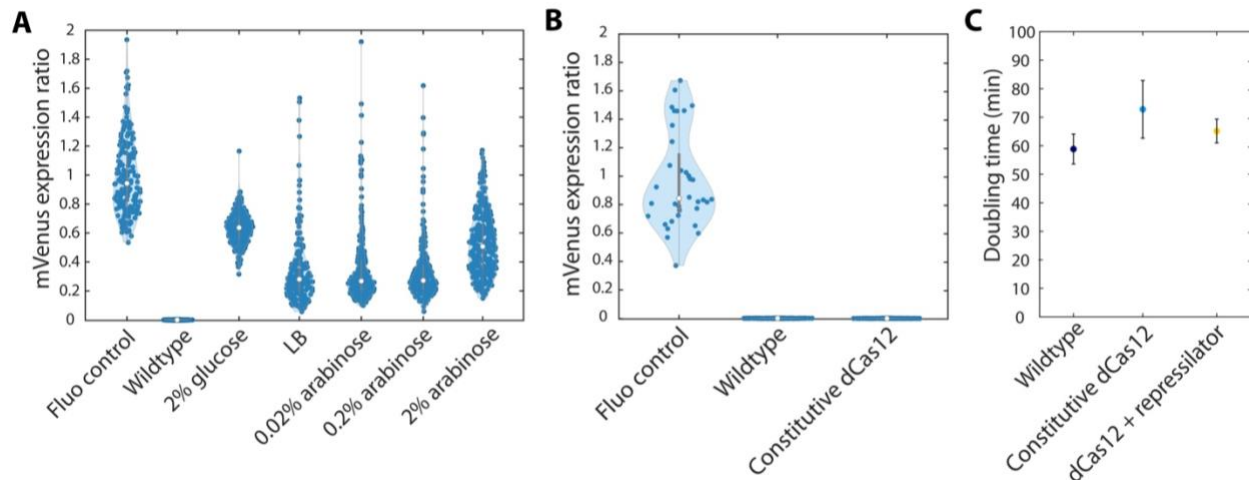 A
mVenus expression ratio
2
1.8
1.6
1.4
1.2
1
0.8
0.6
0.4
0.2
0
Fluo control
Wildtype
2% glucose
LB
0.02% arabinose
0.2% arabinose
2% arabinose
B
mVenus expression ratio
2
1.8
1.6
1.4
1.2
1
0.8
0.6
0.4
0.2
0
Fluo control
Wildtype
Constitutive dCas12
C
Doubling time (min)
100
90
80
70
60
50
40
30
20
10
0
Wildtype
Constitutive dCas12
dCas12 + repressilator